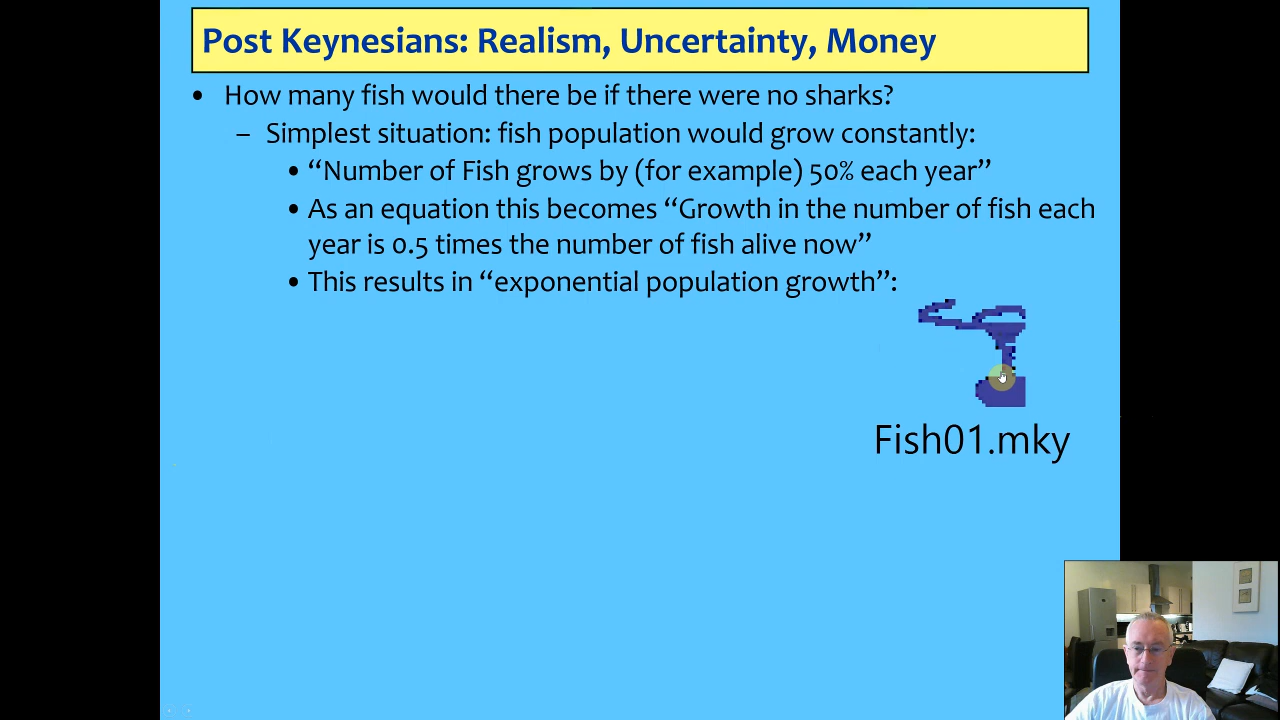 Post Keynesians: Realism, Uncertainty, Money
• How many fish would there be if there were no sharks?
– Simplest situation: fish population would grow constantly:
• “Number of Fish grows by (for example) 50% each year”
• As an equation this becomes “Growth in the number of fish each
year is 0.5 times the number of fish alive now”
• This results in “exponential population growth”:
Fish01.mky